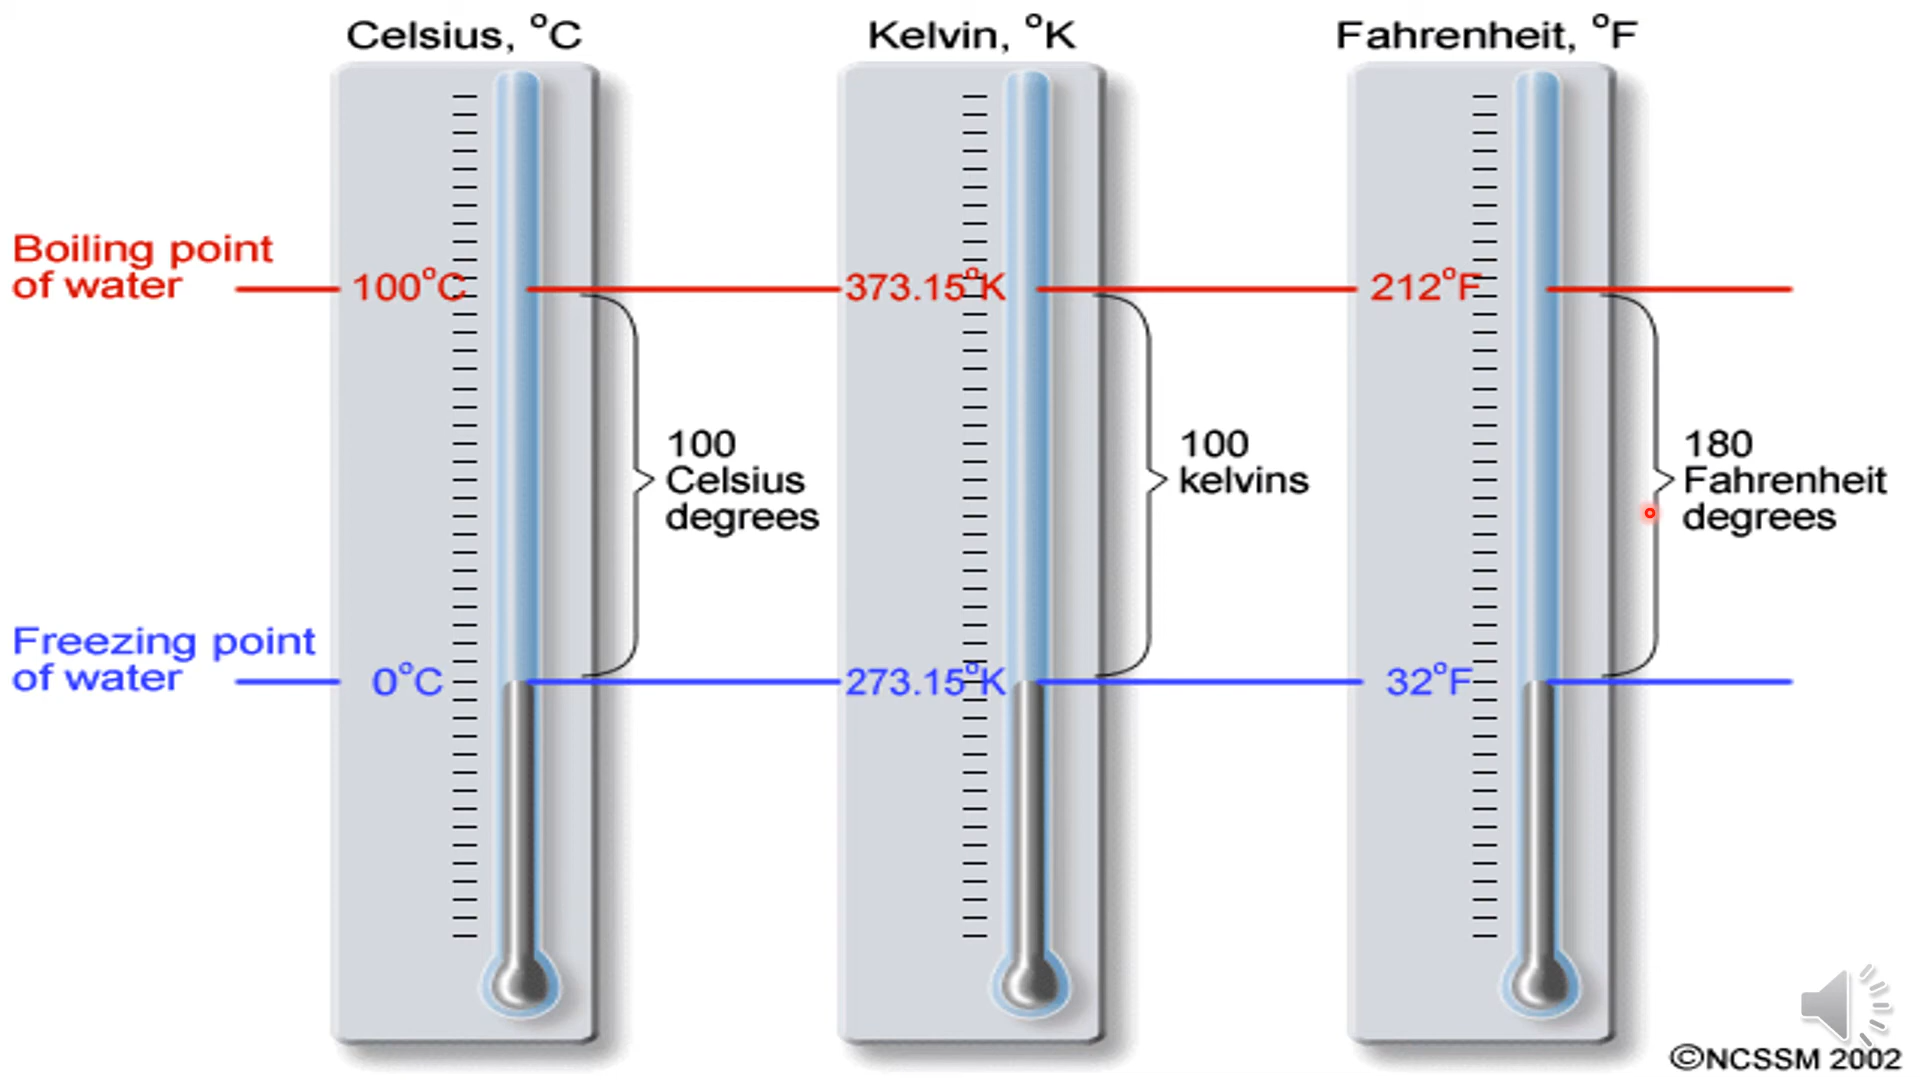 Celsius, °C
Kelvin, °K
Fahrenheit, °F
Boiling point
of water
100°C
373.15°K
212°F
100
Celsius
degrees
100
kelvins
180
Fahrenheit
degrees
Freezing point
of water
0°C
273.15°K
32°F
©NCSSM 2002